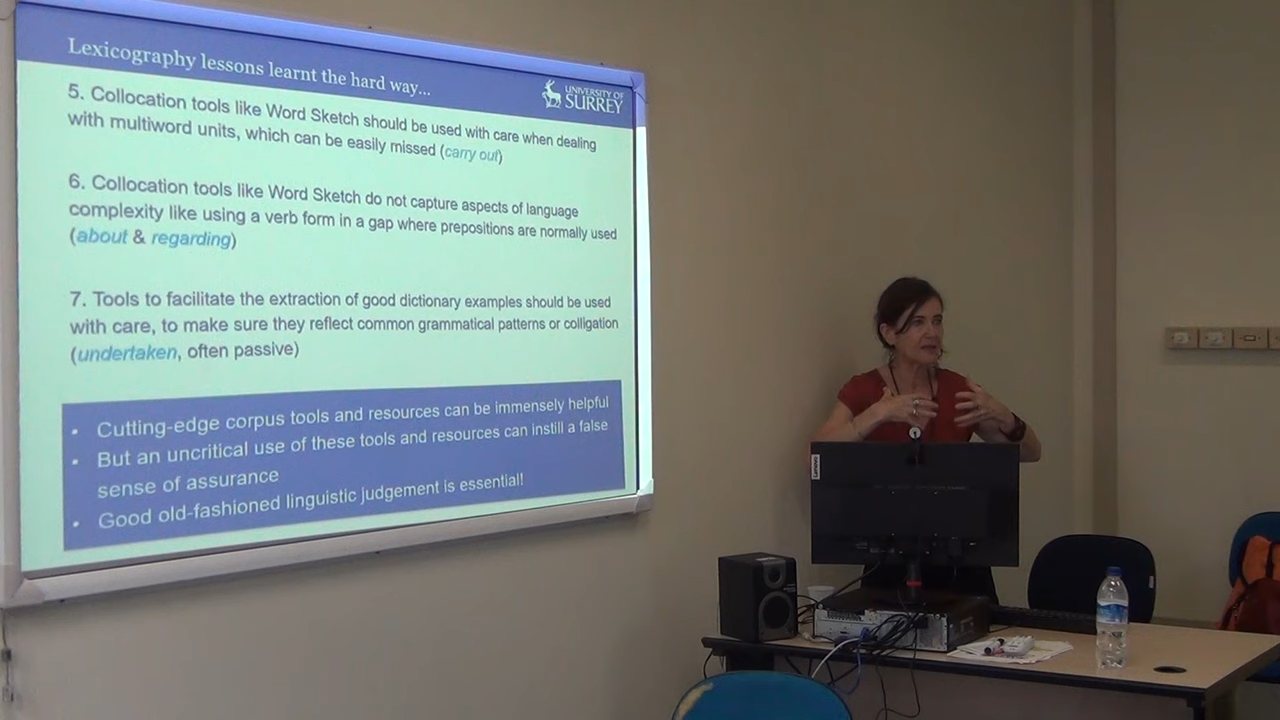 Lexicography lessons learnt the hard way...
UNIVERSITY OF
SURREY
5. Collocation tools like Word Sketch should be used with care when dealing
with multiword units, which can be easily missed (carry out)
6. Collocation tools like Word Sketch do not capture aspects of language
complexity like using a verb form in a gap where prepositions are normally used
(about & regarding)
7. Tools to facilitate the extraction of good dictionary examples should be used
with care, to make sure they reflect common grammatical patterns or colligation
(undertaken, often passive)
• Cutting-edge corpus tools and resources can be immensely helpful
• But an uncritical use of these tools and resources can instill a false
sense of assurance
• Good old-fashioned linguistic judgement is essential!
Lenovo